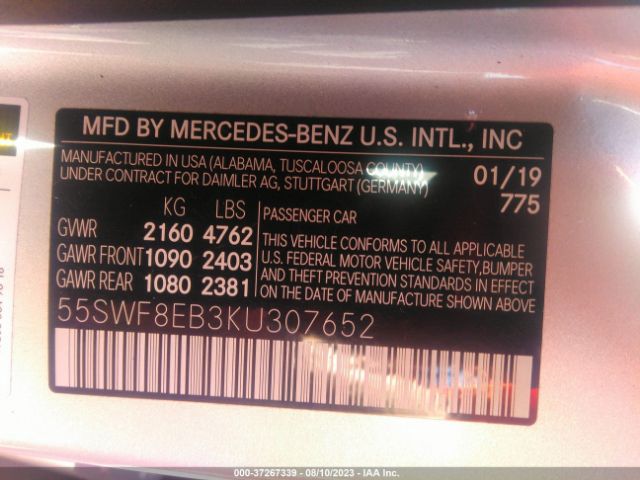 MFD BY MERCEDES-BENZ U.S. INTL., INC
MANUFACTURED IN USA (ALABAMA, TUSCALOOSA COUNTY) 01/19
UNDER CONTRACT FOR DAIMLER AG, STUTTGART (GERMANY) 775
KG LBS PASSENGER CAR
GVWR 2160 4762 THIS VEHICLE CONFORMS TO ALL APPLICABLE
GAWR FRONT 1090 2403 U.S. FEDERAL MOTOR VEHICLE SAFETY, BUMPER
GAWR REAR 1080 2381 AND THEFT PREVENTION STANDARDS IN EFFECT
ON THE DATE OF MANUFACTURE SHOWN ABOVE.
55SWF8EB3KU307652
000-37267339 - 08/10/2023 - IAA Inc.